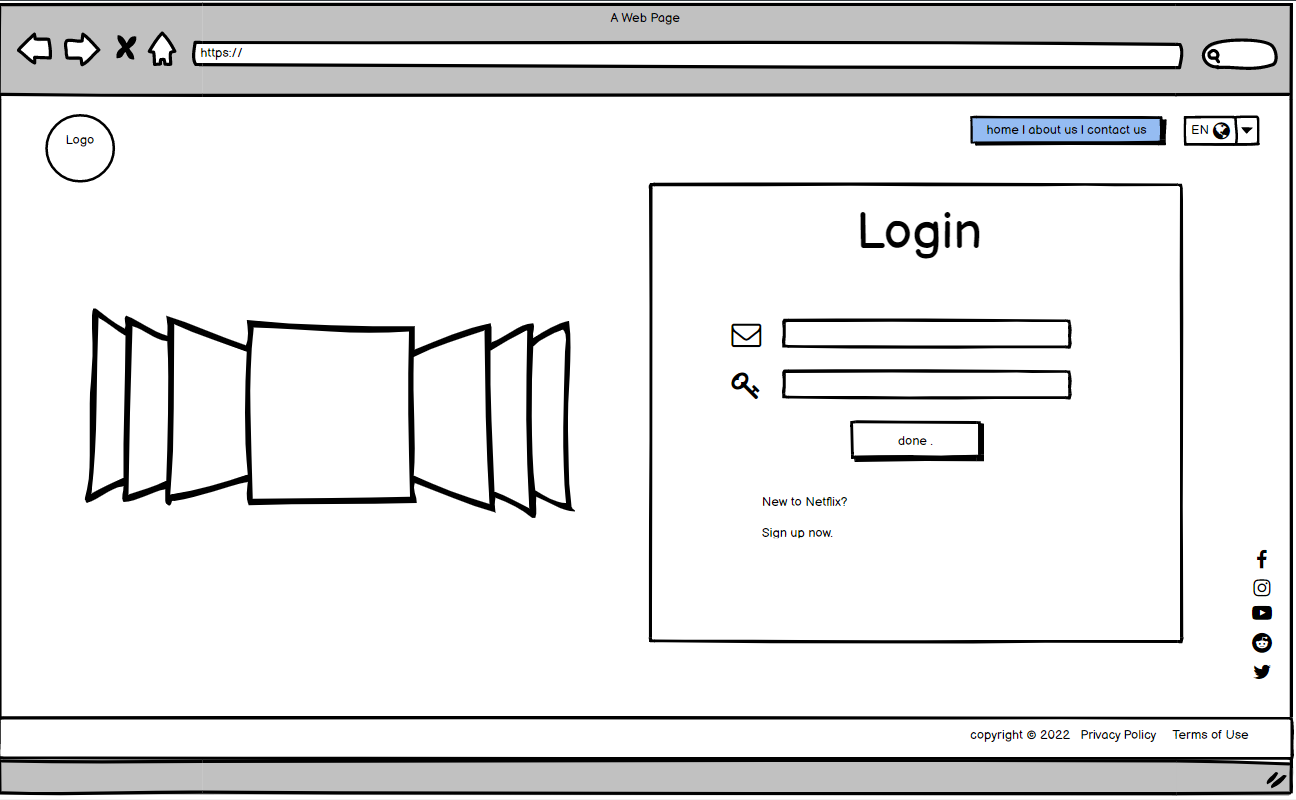 A Web Page
https://
Logo
home I about us I contact us
EN
Login
done .
New to Netflix?
Sign up now.
copyright © 2022 Privacy Policy Terms of Use